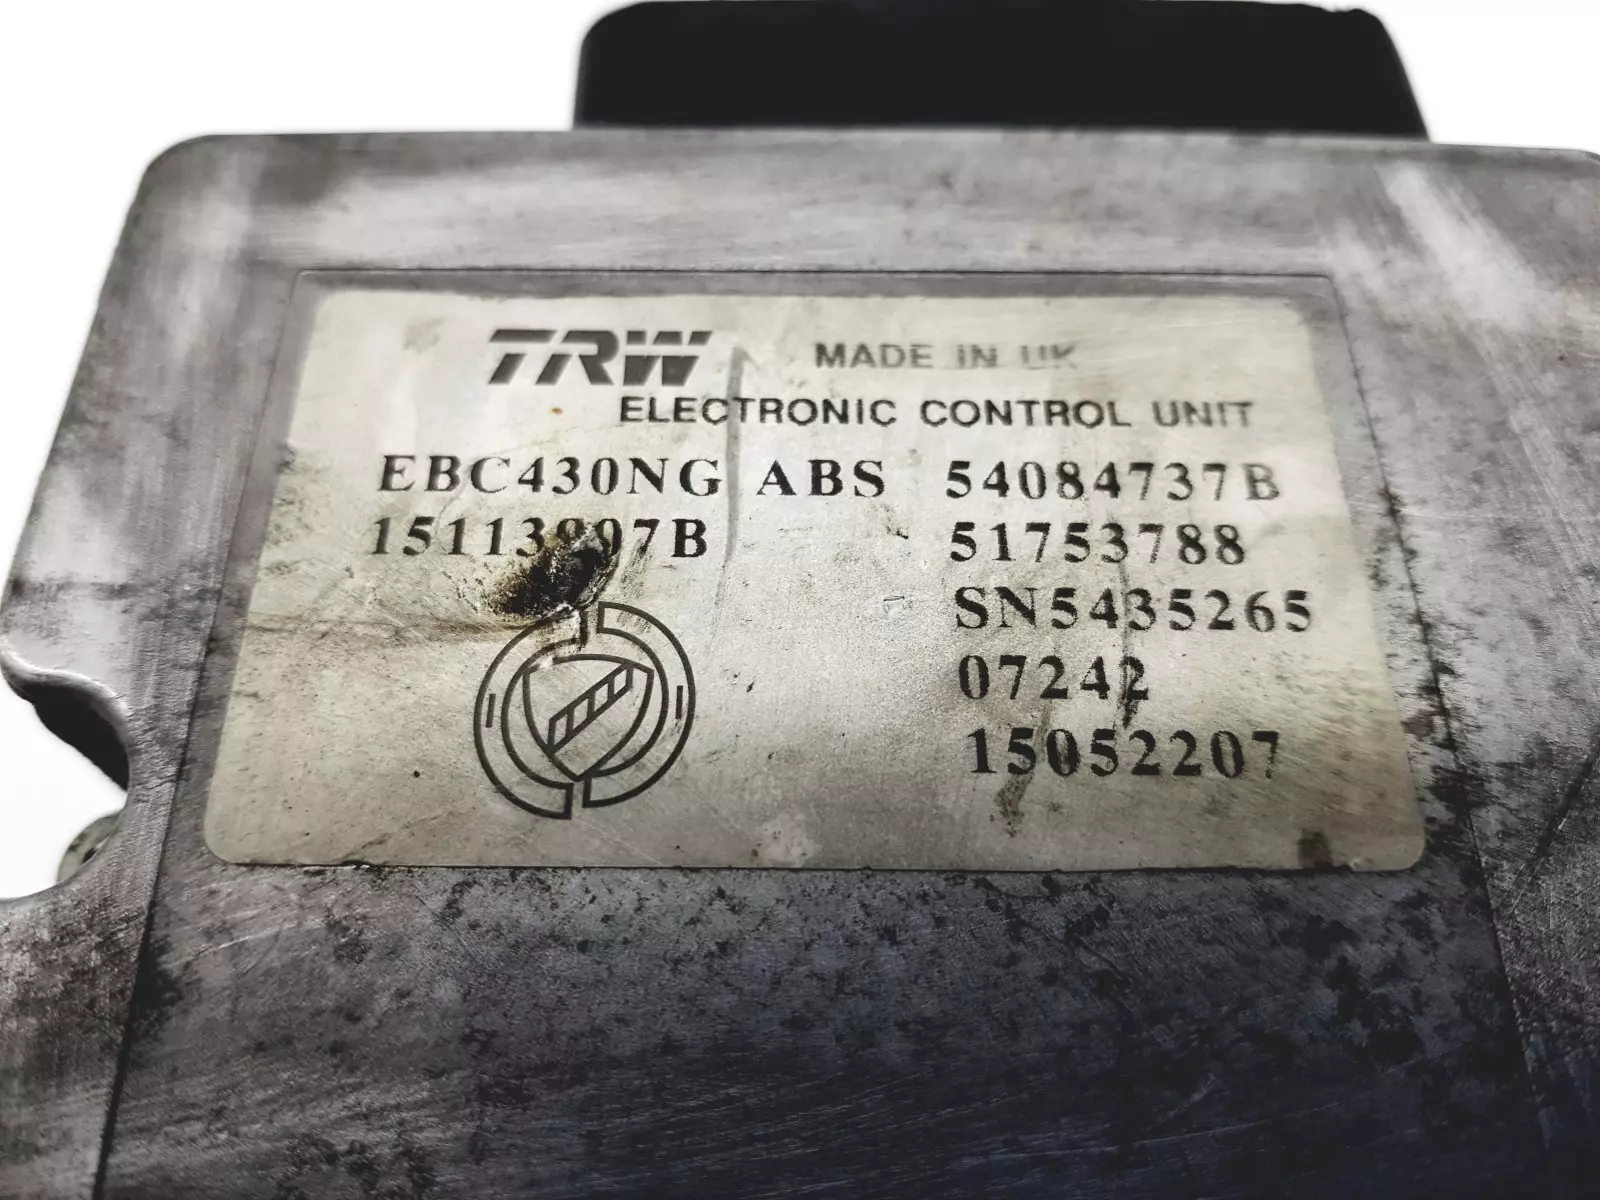 TRW MADE IN UK
ELECTRONIC CONTROL UNIT
EBC430NG ABS 54084737B
51753788
SN5435265
07242
15052207